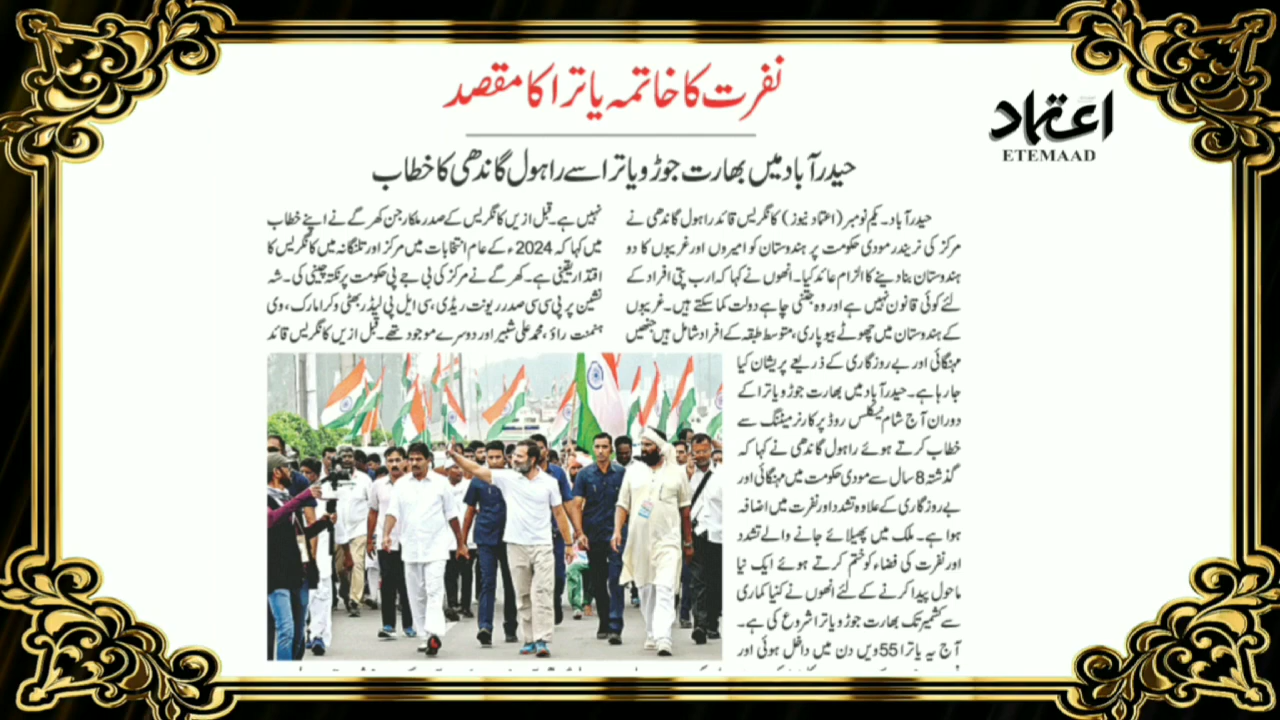 نفرت کا خاتمہ یاترا کا مقصد
اعتماد
ETEMAAD
حیدرآباد میں بھارت جوڑو یاترا سے راہول گاندھی کا خطاب
حیدرآباد۔ یکم نومبر (اعتماد نیوز) کانگریس قائد راہول گاندھی نے
مرکز کی نریندر مودی حکومت پر ہندوستان کو امیروں اور غریبوں کا دو
ہندوستان بنا دینے کا الزام عائد کیا۔ انھوں نے کہا کہ ارب پتی افراد کے
لئے کوئی قانون نہیں ہے اور وہ جتنی چاہے دولت کما سکتے ہیں۔ غریبوں
کے ہندوستان میں چھوٹے بیوپاری، متوسط طبقہ کے افراد شامل ہیں جنھیں
مہنگائی اور بے روزگاری کے ذریعے پریشان کیا
جا رہا ہے۔ حیدرآباد میں بھارت جوڑو یاترا کے
دوران آج شام نیکلس روڈ پر کارنر میٹنگ سے
خطاب کرتے ہوئے راہول گاندھی نے کہا کہ
گذشتہ 8 سال سے مودی حکومت میں مہنگائی اور
بے روزگاری کے علاوہ تشدد اور نفرت میں اضافہ
ہوا ہے۔ ملک میں پھیلائے جانے والے تشدد
اور نفرت کی فضاء کو ختم کرتے ہوئے ایک نیا
ماحول پیدا کرنے کے لئے انھوں نے کنیا کماری
سے کشمیر تک بھارت جوڑو یاترا شروع کی ہے۔
آج یہ یاترا 55 ویں دن میں داخل ہوئی اور
نہیں ہے۔ قبل ازیں کانگریس کے صدر ملکارجن کھرگے نے اپنے خطاب
میں کہا کہ 2024ء کے عام انتخابات میں مرکز اور تلنگانہ میں کانگریس کا
اقتدار یقینی ہے۔ کھرگے نے مرکز کی بی جے پی حکومت پر نکتہ چینی کی۔ شہ
نشین پر پی سی سی صدر ریونت ریڈی، سی ایل پی لیڈر بھٹی وکرامارک، وی
ہنمنت راؤ، محمد علی شبیر اور دوسرے موجود تھے۔ قبل ازیں کانگریس قائد